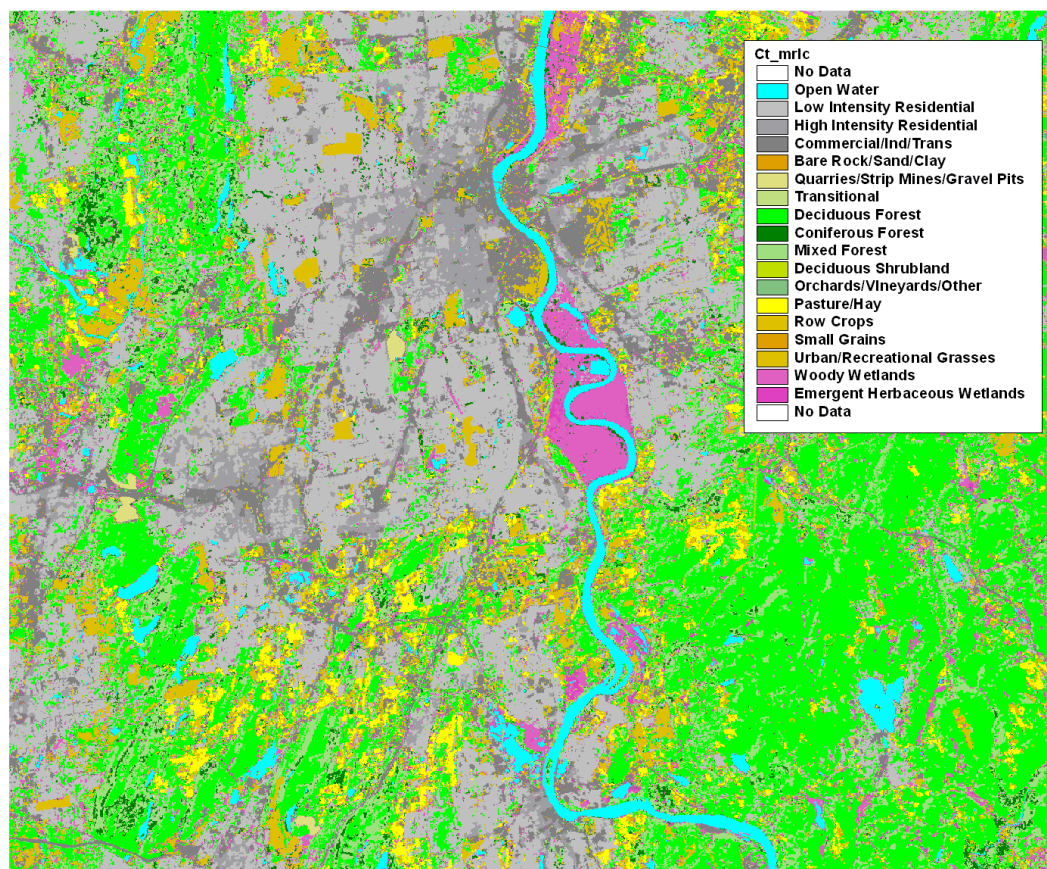 Ct_mrlc
No Data
Open Water
Low Intensity Residential
High Intensity Residential
Commercial/Ind/Trans
Bare Rock/Sand/Clay
Quarries/Strip Mines/Gravel Pits
Transitional
Deciduous Forest
Coniferous Forest
Mixed Forest
Deciduous Shrubland
Orchards/VIneyards/Other
Pasture/Hay
Row Crops
Small Grains
Urban/Recreational Grasses
Woody Wetlands
Emergent Herbaceous Wetlands
No Data